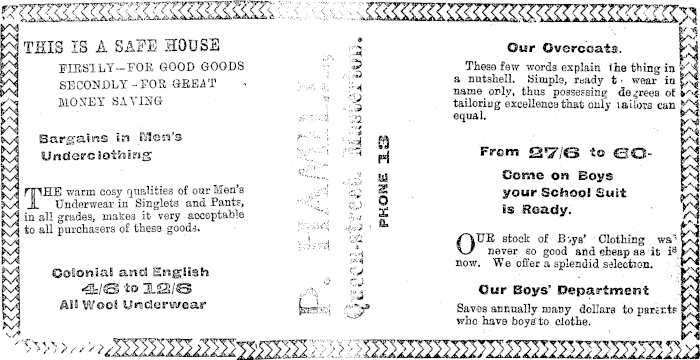 THIS IS A SAFE HOUSE
FIRSTLY—FOR GOOD GOODS
SECONDLY—FOR GREAT
MONEY SAVING
Bargains in Men's
Underclothing
THE warm cosy qualities of our Men's
Underwear in Singlets and Pants,
in all grades, makes it very acceptable
to all purchasers of these goods.
Colonial and English
4/6 to 12/6
All Wool Underwear
P. HAMILL
Queen-street, Masterton.
PHONE 13
Our Overcoats.
These few words explain the thing in
a nutshell. Simple, ready to wear in
name only, thus possessing degrees of
tailoring excellence that only tailors can
equal.
From 27/6 to 60-
Come on Boys
your School Suit
is Ready.
OUR stock of Boys' Clothing was
never so good and cheap as it is
now. We offer a splendid selection.
Our Boys' Department
Saves annually many dollars to parents
who have boys to clothe.